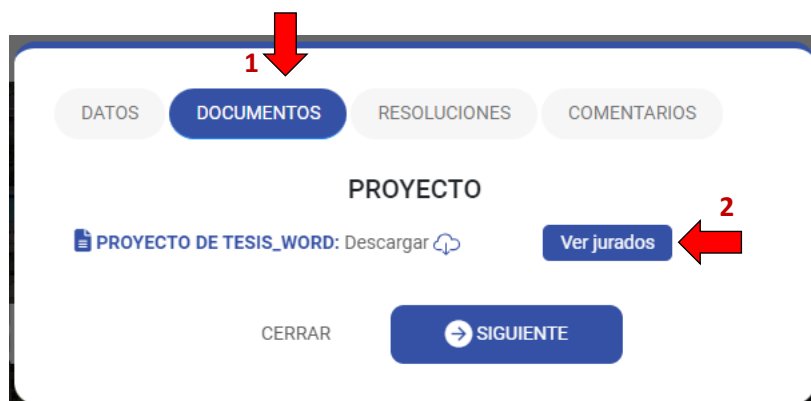 1
DATOS DOCUMENTOS RESOLUCIONES COMENTARIOS
PROYECTO
2
PROYECTO DE TESIS_WORD: Descargar Ver jurados
CERRAR SIGUIENTE